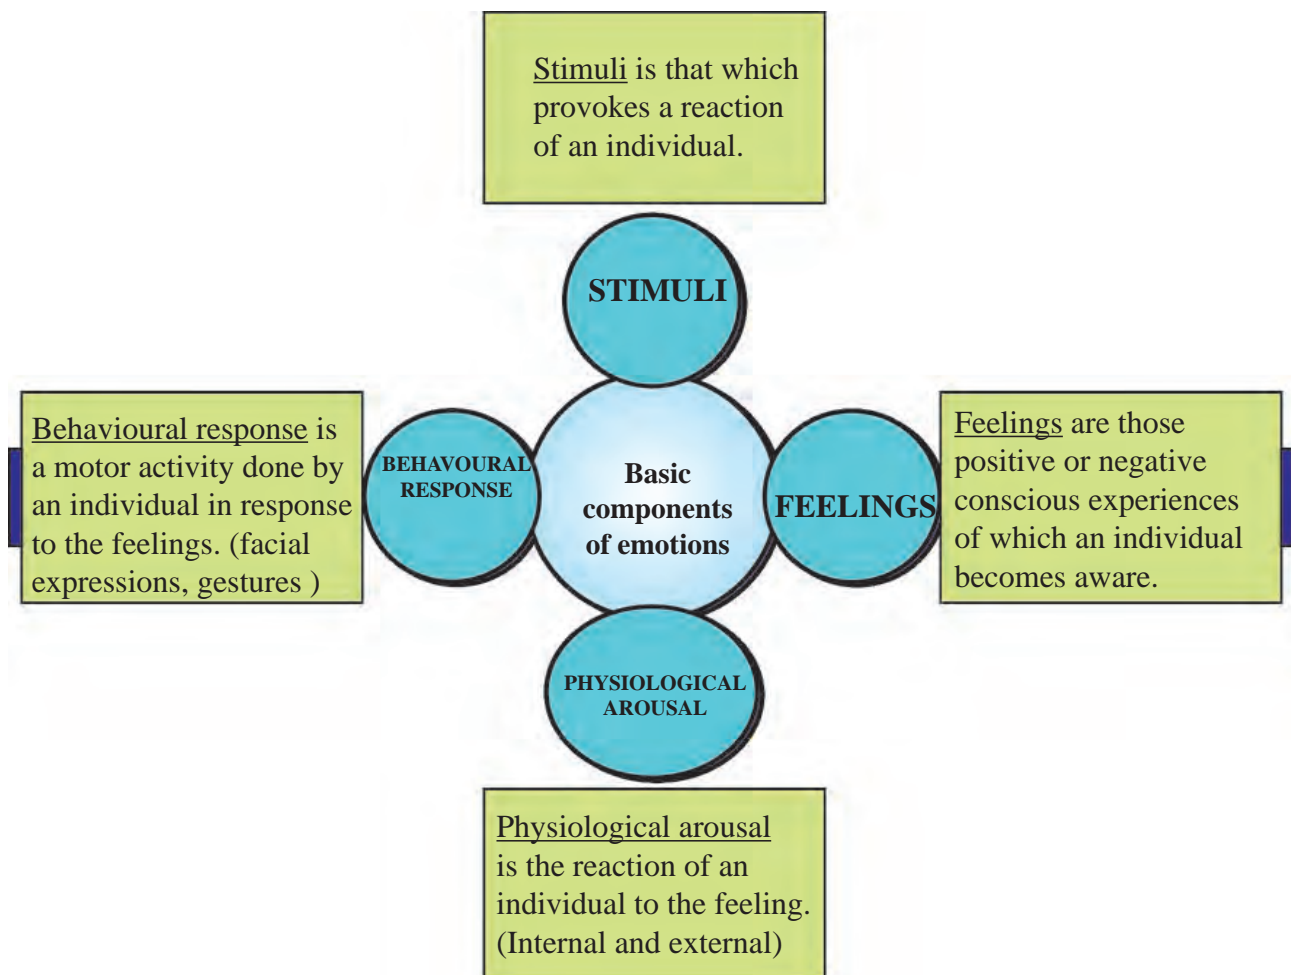 Stimuli is that which
provokes a reaction
of an individual.
STIMULI
Behavioural response is
a motor activity done by
an individual in response
to the feelings. (facial
expressions, gestures )
BEHAVOURAL
RESPONSE
Basic
components
of emotions
FEELINGS
Feelings are those
positive or negative
conscious experiences
of which an individual
becomes aware.
PHYSIOLOGICAL
AROUSAL
Physiological arousal
is the reaction of an
individual to the feeling.
(Internal and external)